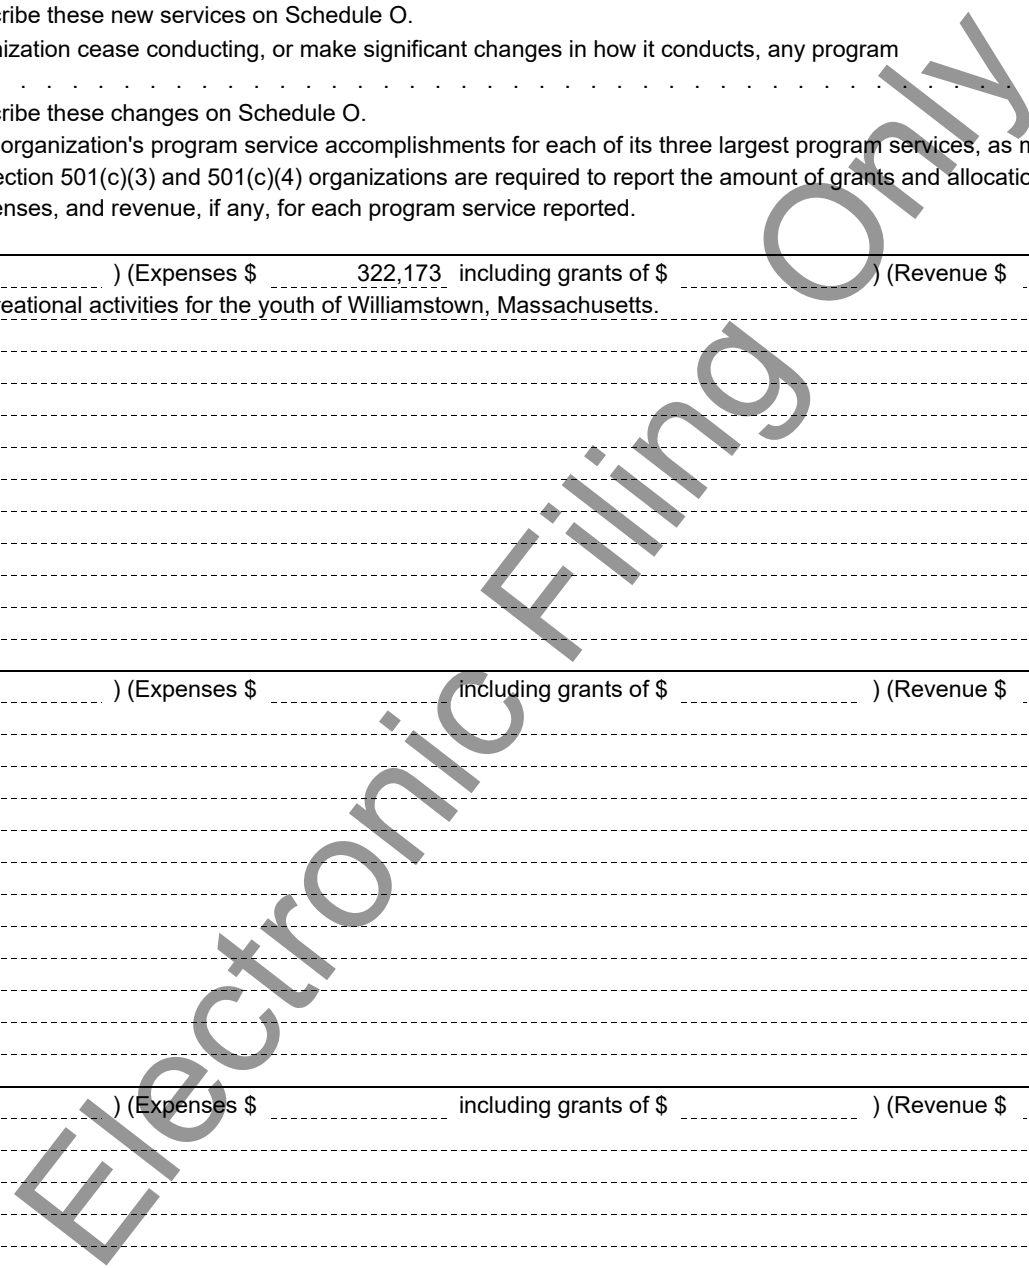 cribe these new services on Schedule O.
nization cease conducting, or make significant changes in how it conducts, any program
. . . . . . . . . . . . . . . . . . . . . . . . . . . . . . . . . . . . . . .
cribe these changes on Schedule O.
organization's program service accomplishments for each of its three largest program services, as m
ection 501(c)(3) and 501(c)(4) organizations are required to report the amount of grants and allocatio
enses, and revenue, if any, for each program service reported.
) (Expenses $ 322,173 including grants of $ ) (Revenue $
reational activities for the youth of Williamstown, Massachusetts.
) (Expenses $ including grants of $ ) (Revenue $
) (Expenses $ including grants of $ ) (Revenue $
Electronic Filing Only